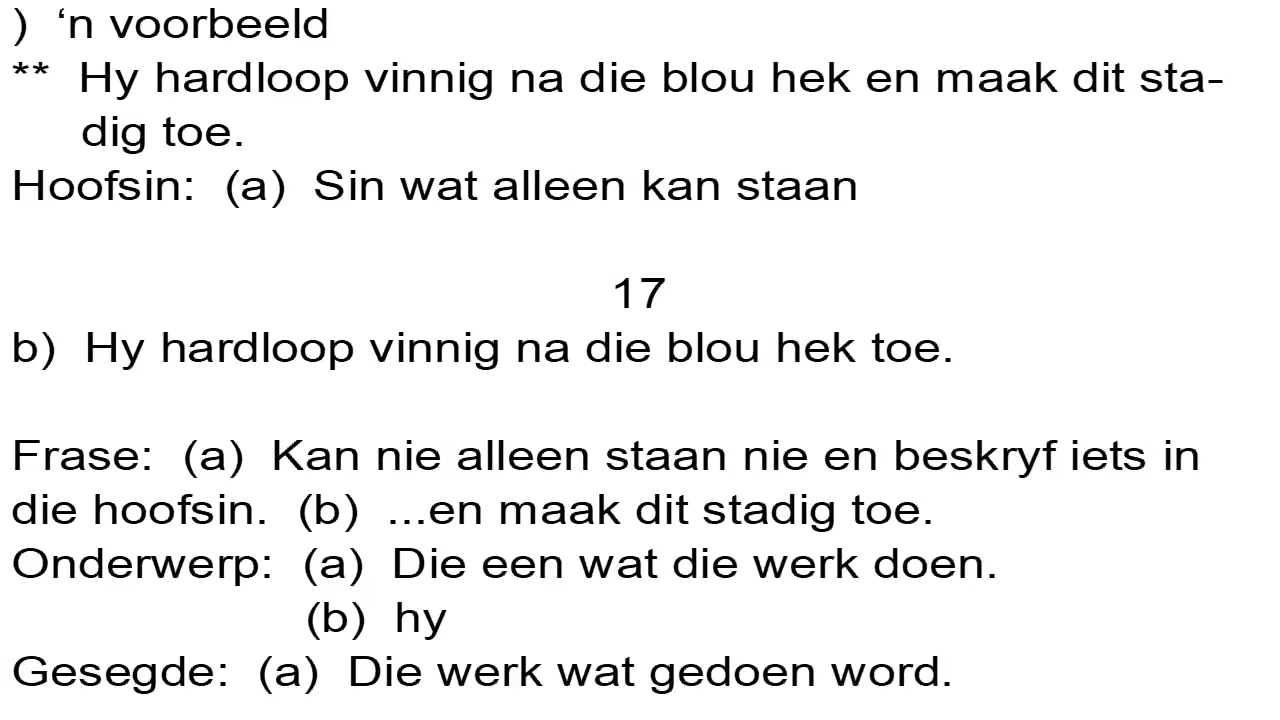 ) ‘n voorbeeld
** Hy hardloop vinnig na die blou hek en maak dit sta-
dig toe.
Hoofsin: (a) Sin wat alleen kan staan
17
b) Hy hardloop vinnig na die blou hek toe.
Frase: (a) Kan nie alleen staan nie en beskryf iets in
die hoofsin. (b) ...en maak dit stadig toe.
Onderwerp: (a) Die een wat die werk doen.
(b) hy
Gesegde: (a) Die werk wat gedoen word.